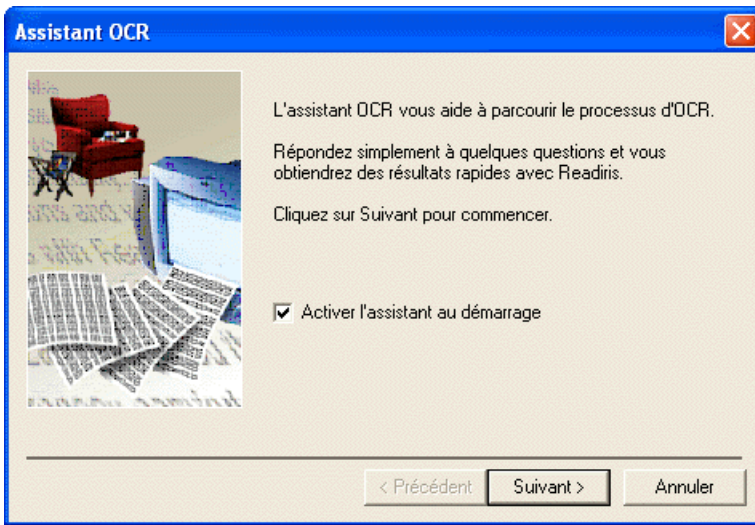 Assistant OCR
L'assistant OCR vous aide à parcourir le processus d'OCR.
Répondez simplement à quelques questions et vous
obtiendrez des résultats rapides avec Readiris.
Cliquez sur Suivant pour commencer.
Activer l'assistant au démarrage
< Précédent
Suivant >
Annuler